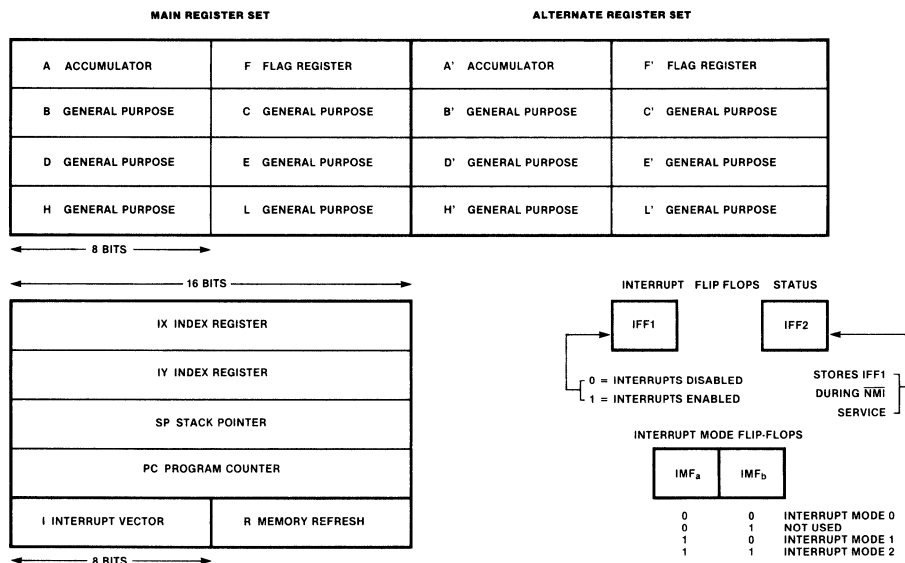 MAIN REGISTER SET
ALTERNATE REGISTER SET
A ACCUMULATOR
F FLAG REGISTER
A' ACCUMULATOR
F' FLAG REGISTER
B GENERAL PURPOSE
C GENERAL PURPOSE
B' GENERAL PURPOSE
C' GENERAL PURPOSE
D GENERAL PURPOSE
E GENERAL PURPOSE
D' GENERAL PURPOSE
E' GENERAL PURPOSE
H GENERAL PURPOSE
L GENERAL PURPOSE
H' GENERAL PURPOSE
L' GENERAL PURPOSE
8 BITS
16 BITS
IX INDEX REGISTER
IY INDEX REGISTER
SP STACK POINTER
PC PROGRAM COUNTER
I INTERRUPT VECTOR
R MEMORY REFRESH
8 BITS
INTERRUPT FLIP FLOPS STATUS
IFF1
IFF2
0 = INTERRUPTS DISABLED
1 = INTERRUPTS ENABLED
STORES IFF1
DURING NMI
SERVICE
INTERRUPT MODE FLIP-FLOPS
IMFa
IMFb
0 0 INTERRUPT MODE 0
0 1 NOT USED
1 0 INTERRUPT MODE 1
1 1 INTERRUPT MODE 2